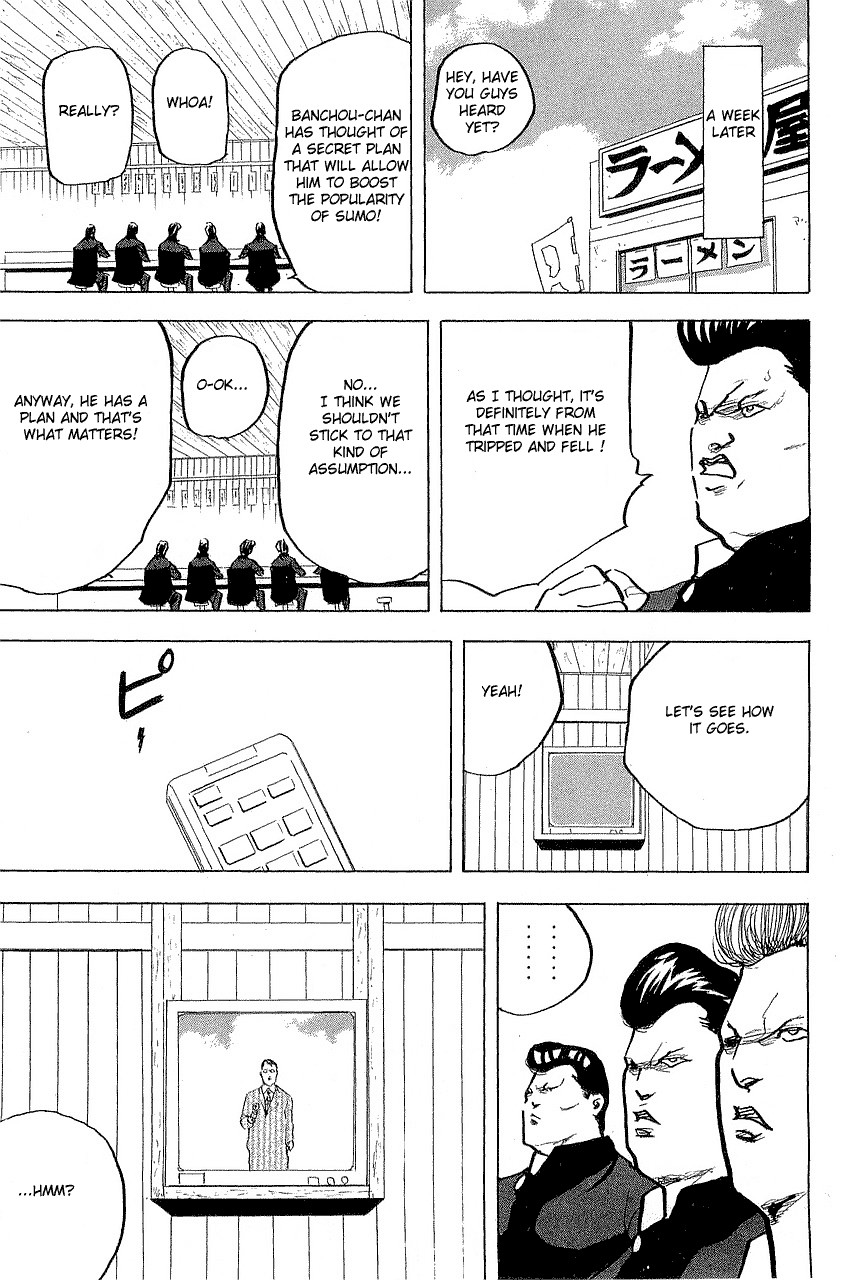 HEY, HAVE
YOU GUYS
HEARD
YET?
A WEEK
LATER
ラーメ 屋
ラーメン
BANCHOU-CHAN
HAS THOUGHT OF
A SECRET PLAN
THAT WILL ALLOW
HIM TO BOOST
THE POPULARITY
OF SUMO!
WHOA!
REALLY?
AS I THOUGHT, IT'S
DEFINITELY FROM
THAT TIME WHEN HE
TRIPPED AND FELL !
NO...
I THINK WE
SHOULDN'T
STICK TO THAT
KIND OF
ASSUMPTION...
O-OK...
ANYWAY, HE HAS A
PLAN AND THAT'S
WHAT MATTERS!
LET'S SEE HOW
IT GOES.
YEAH!
ピッ
......
...HMM?